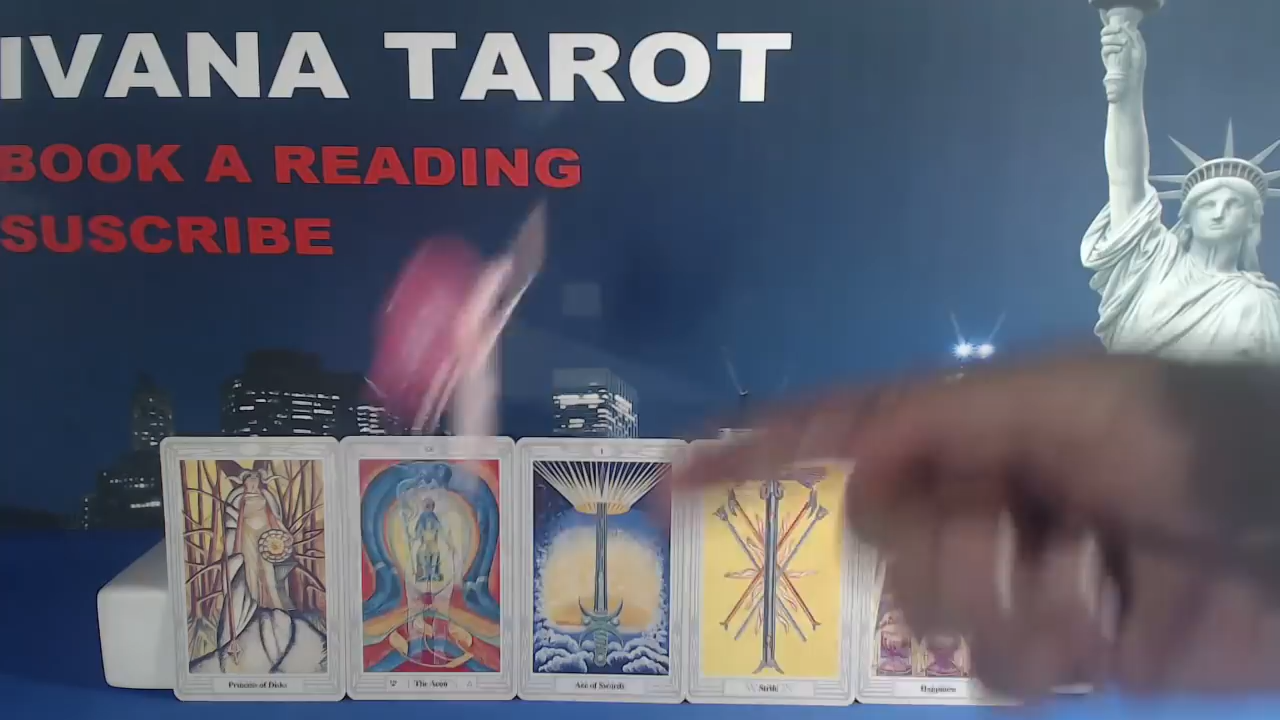 IVANA TAROT
BOOK A READING
SUSCRIBE
I
Princess of Disks
The Aeon
Ace of Swords
Strife
Happiness